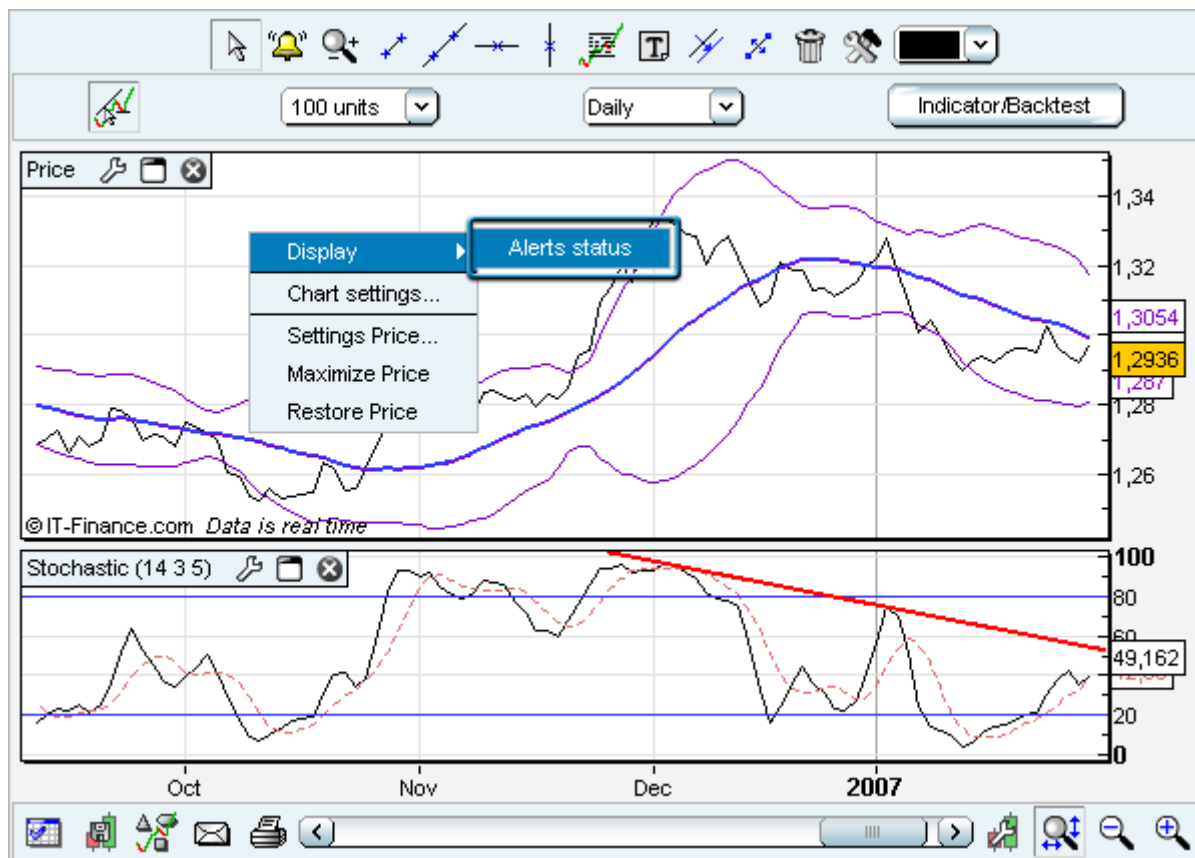 100 units
Daily
Indicator/Backtest
Price
1,34
Display
Alerts status
1,32
Chart settings...
1,3054
Settings Price...
1,2936
Maximize Price
1,287
1,28
Restore Price
1,26
© IT-Finance.com Data is real time
Stochastic (14 3 5)
100
80
60
49,162
20
0
Oct
Nov
Dec
2007